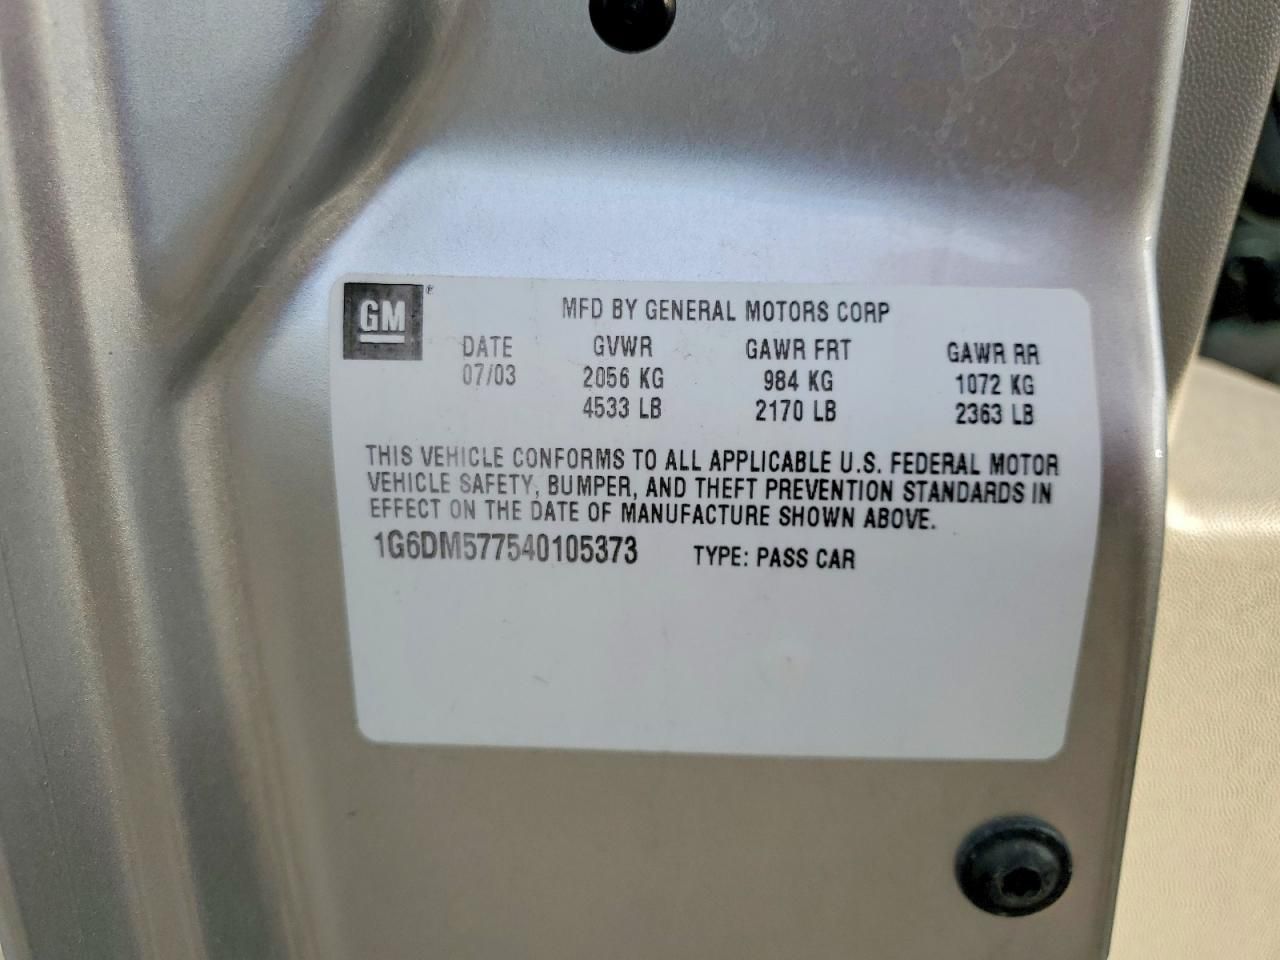 GM
MFD BY GENERAL MOTORS CORP
DATE GVWR GAWR FRT GAWR RR
07/03 2056 KG 984 KG 1072 KG
4533 LB 2170 LB 2363 LB
THIS VEHICLE CONFORMS TO ALL APPLICABLE U.S. FEDERAL MOTOR
VEHICLE SAFETY, BUMPER, AND THEFT PREVENTION STANDARDS IN
EFFECT ON THE DATE OF MANUFACTURE SHOWN ABOVE.
1G6DM577540105373 TYPE: PASS CAR